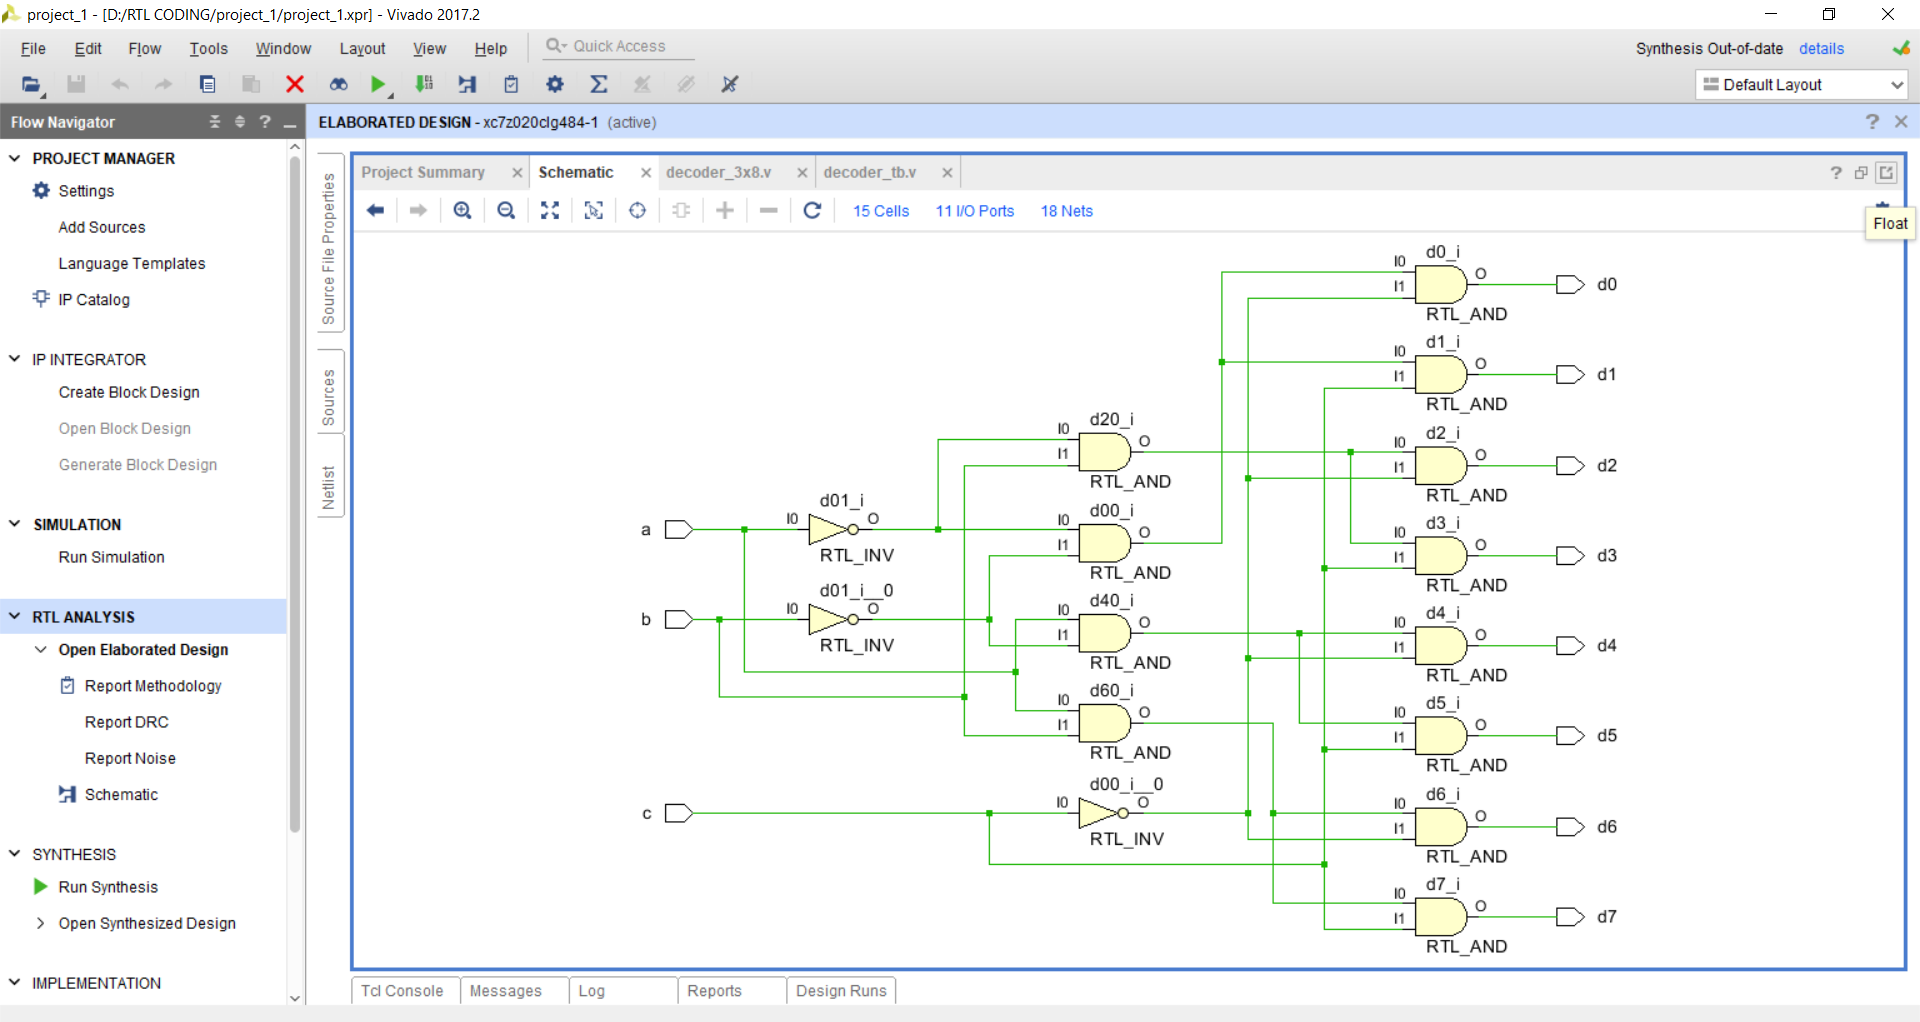 project_1 - [D:/RTL CODING/project_1/project_1.xpr] - Vivado 2017.2
File Edit Flow Tools Window Layout View Help Quick Access
Synthesis Out-of-date details
Default Layout
Flow Navigator
ELABORATED DESIGN - xc7z020clg484-1 (active)
PROJECT MANAGER
Settings
Add Sources
Language Templates
IP Catalog
IP INTEGRATOR
Create Block Design
Open Block Design
Generate Block Design
SIMULATION
Run Simulation
RTL ANALYSIS
Open Elaborated Design
Report Methodology
Report DRC
Report Noise
Schematic
SYNTHESIS
Run Synthesis
Open Synthesized Design
IMPLEMENTATION
Source File Properties
Sources
Netlist
Project Summary Schematic decoder_3x8.v decoder_tb.v
15 Cells 11 I/O Ports 18 Nets
Float
a
b
c
d01_i
I0 O
RTL_INV
d01_i__0
I0 O
RTL_INV
d20_i
I0 O
I1
RTL_AND
d00_i
I0 O
I1
RTL_AND
d40_i
I0 O
I1
RTL_AND
d60_i
I0 O
I1
RTL_AND
d00_i__0
I0 O
RTL_INV
d0_i
I0 O
I1 d0
RTL_AND
d1_i
I0 O
I1 d1
RTL_AND
d2_i
I0 O
I1 d2
RTL_AND
d3_i
I0 O
I1 d3
RTL_AND
d4_i
I0 O
I1 d4
RTL_AND
d5_i
I0 O
I1 d5
RTL_AND
d6_i
I0 O
I1 d6
RTL_AND
d7_i
I0 O
I1 d7
RTL_AND
Tcl Console Messages Log Reports Design Runs